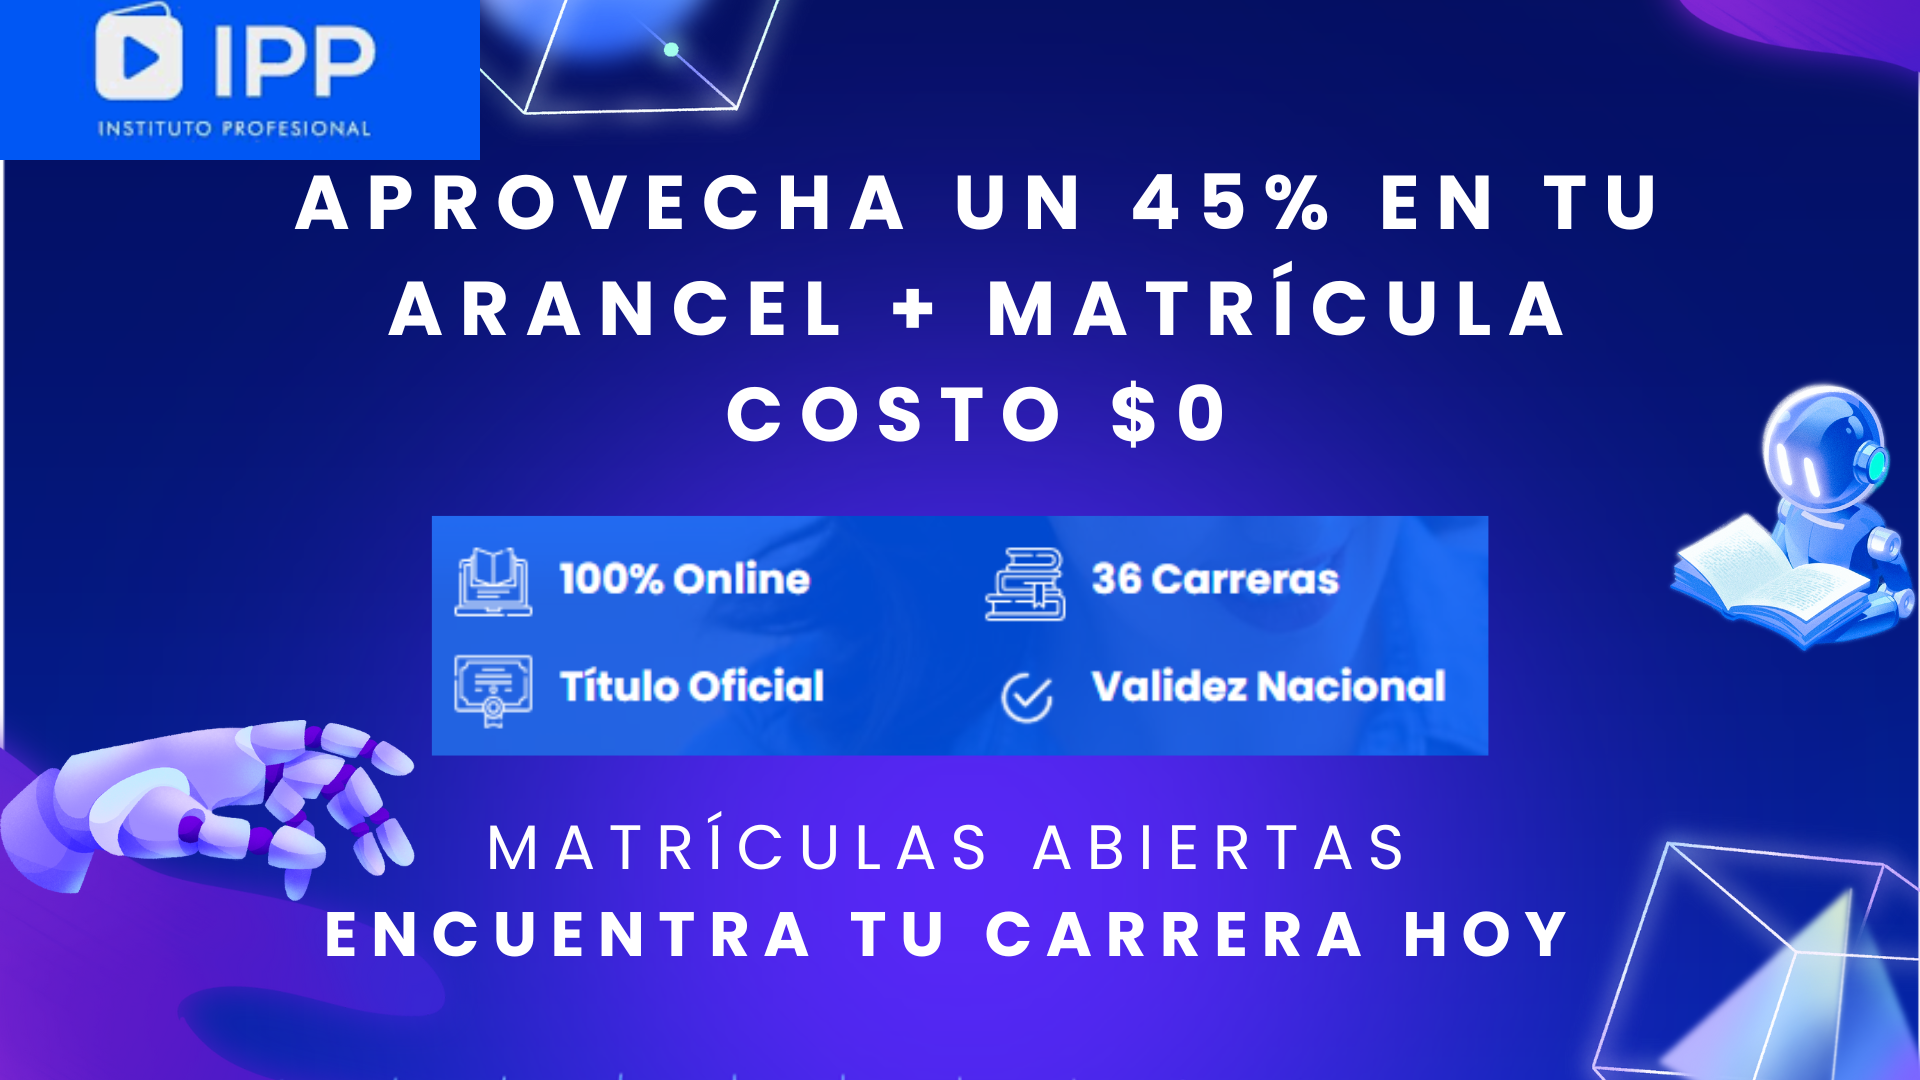 IPP
INSTITUTO PROFESIONAL
APROVECHA UN 45% EN TU
ARANCEL + MATRÍCULA
COSTO $0
100% Online
36 Carreras
Título Oficial
Validez Nacional
MATRÍCULAS ABIERTAS
ENCUENTRA TU CARRERA HOY